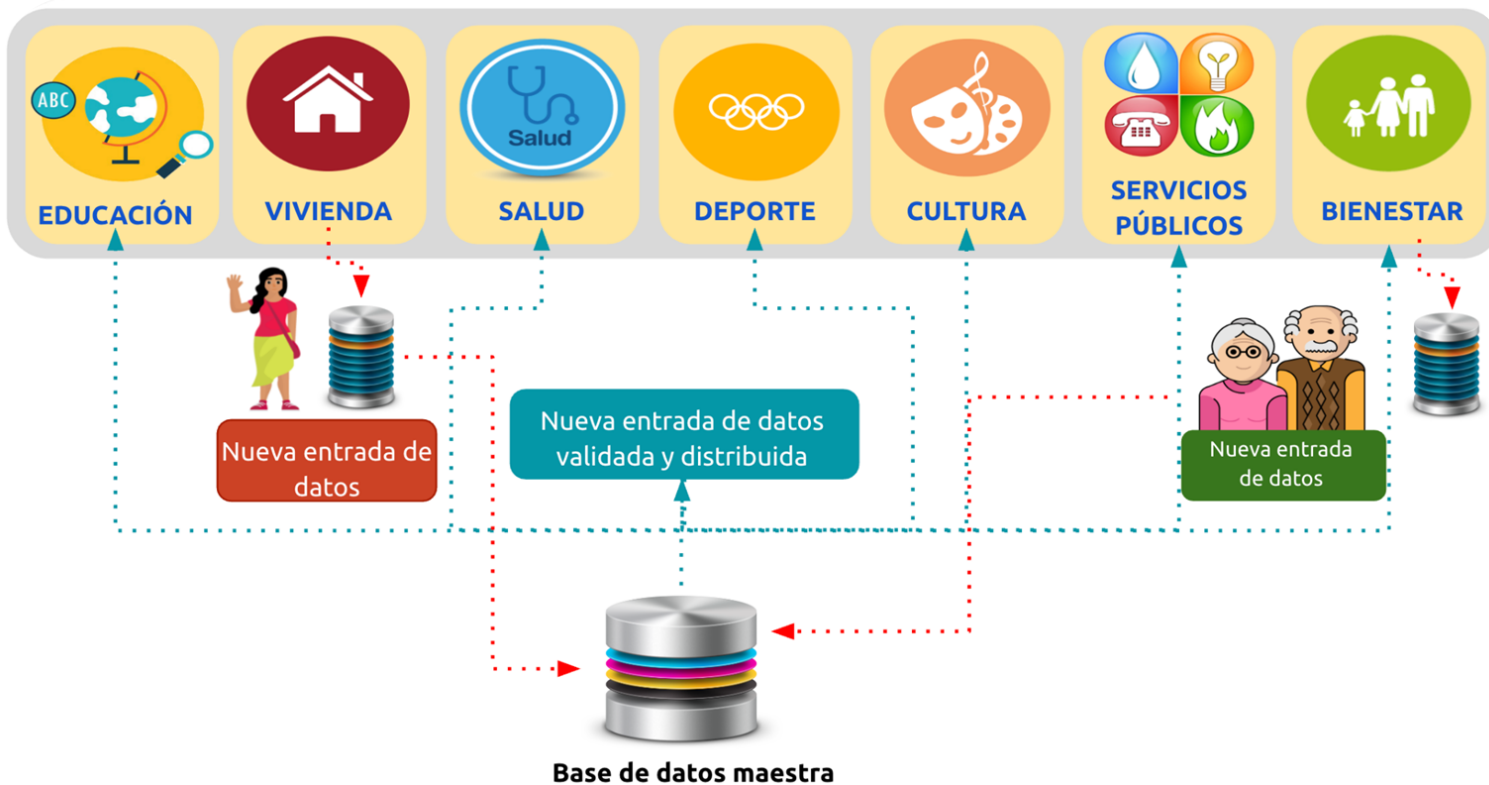 ABC
EDUCACIÓN
VIVIENDA
Salud
SALUD
DEPORTE
CULTURA
SERVICIOS
PÚBLICOS
BIENESTAR
Nueva entrada de
datos
Nueva entrada de datos
validada y distribuida
Nueva entrada
de datos
Base de datos maestra